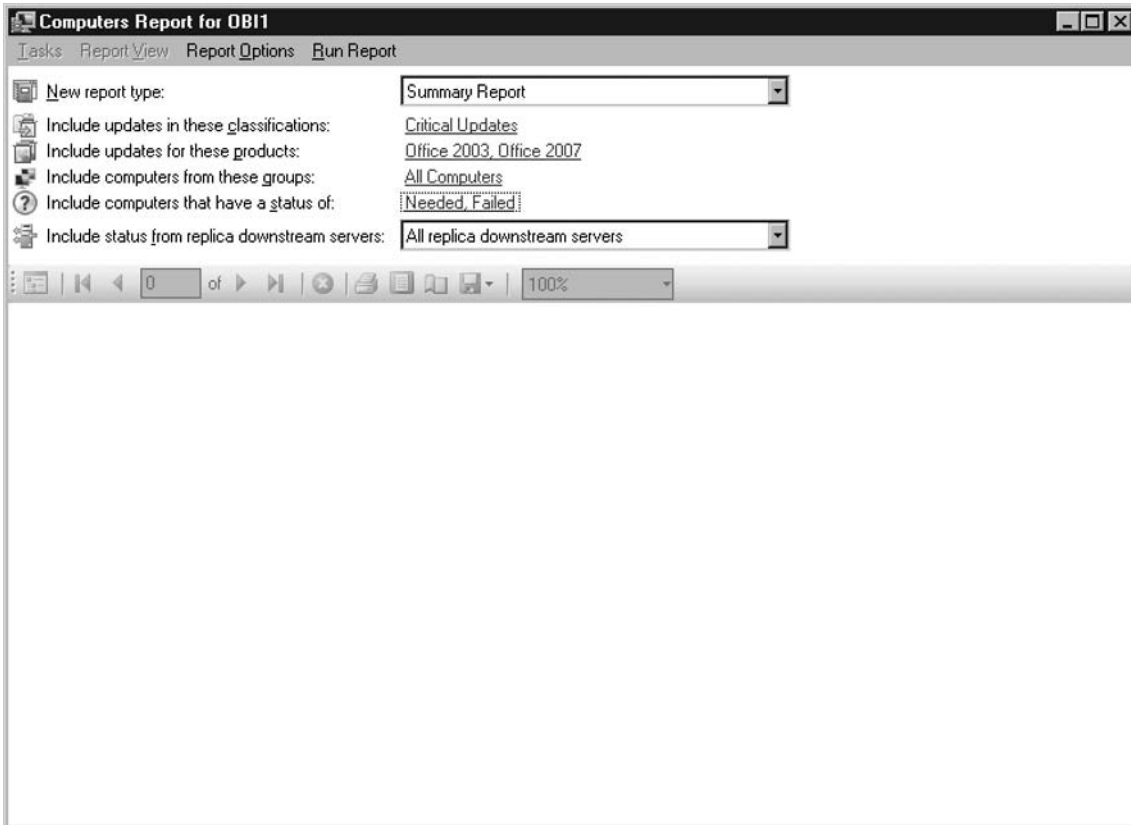 Computers Report for OBI1
Tasks Report View Report Options Run Report
New report type: Summary Report
Include updates in these classifications: Critical Updates
Include updates for these products: Office 2003, Office 2007
Include computers from these groups: All Computers
Include computers that have a status of: Needed, Failed
Include status from replica downstream servers: All replica downstream servers
0 of 100%